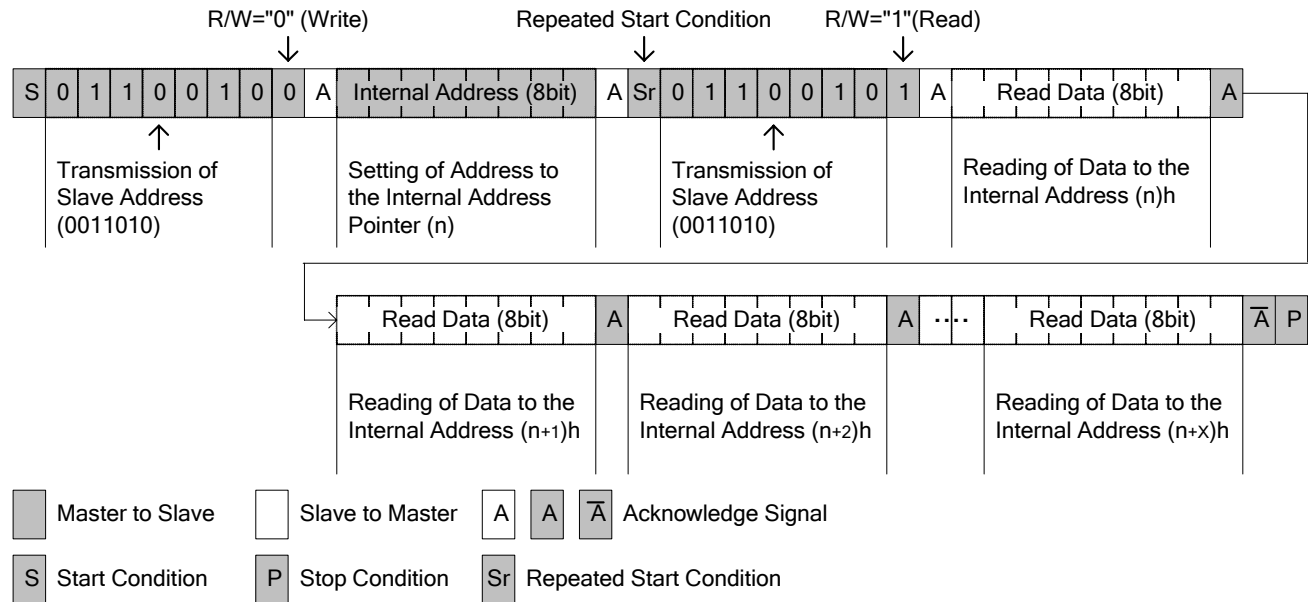 R/W="0" (Write) Repeated Start Condition R/W="1"(Read)
S 0 1 1 0 0 1 0 0 A Internal Address (8bit) A Sr 0 1 1 0 0 1 0 1 A Read Data (8bit) A
Transmission of
Slave Address
(0011010)
Setting of Address to
the Internal Address
Pointer (n)
Transmission of
Slave Address
(0011010)
Reading of Data to the
Internal Address (n)h
Read Data (8bit) A Read Data (8bit) A ···· Read Data (8bit) A̅ P
Reading of Data to the
Internal Address (n+1)h
Reading of Data to the
Internal Address (n+2)h
Reading of Data to the
Internal Address (n+X)h
Master to Slave Slave to Master A A A̅ Acknowledge Signal
S Start Condition P Stop Condition Sr Repeated Start Condition